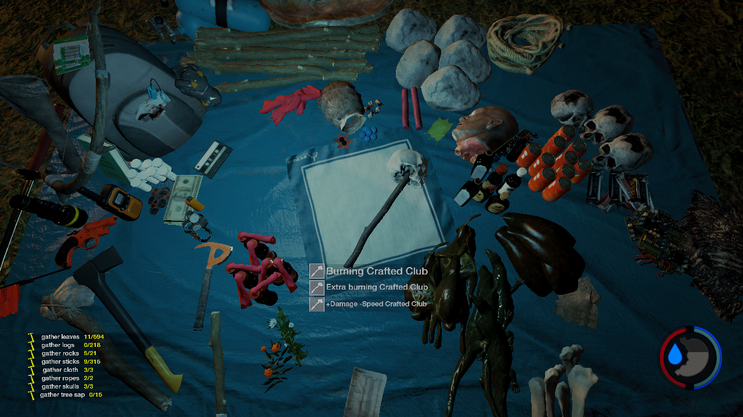 Burning Crafted Club
Extra burning Crafted Club
+Damage -Speed Crafted Club
gather leaves 11/594
gather logs 0/218
gather rocks 5/21
gather sticks 9/316
gather cloth 3/3
gather ropes 2/2
gather skulls 3/3
gather tree sap 0/15